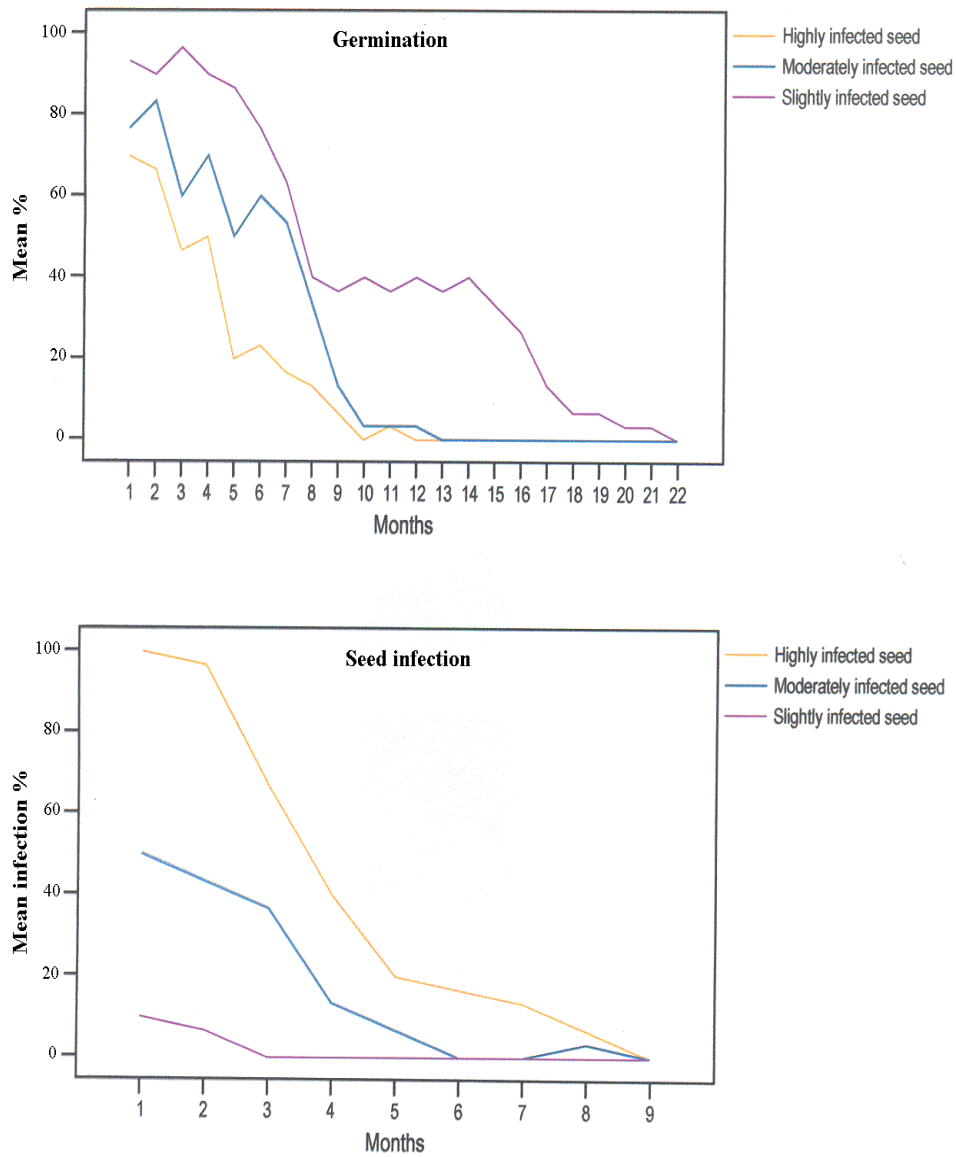 Germination
Highly infected seed
Moderately infected seed
Slightly infected seed
100
80
60
40
20
0
Mean %
1 2 3 4 5 6 7 8 9 10 11 12 13 14 15 16 17 18 19 20 21 22
Months
Seed infection
Highly infected seed
Moderately infected seed
Slightly infected seed
100
80
60
40
20
0
Mean infection %
1 2 3 4 5 6 7 8 9
Months